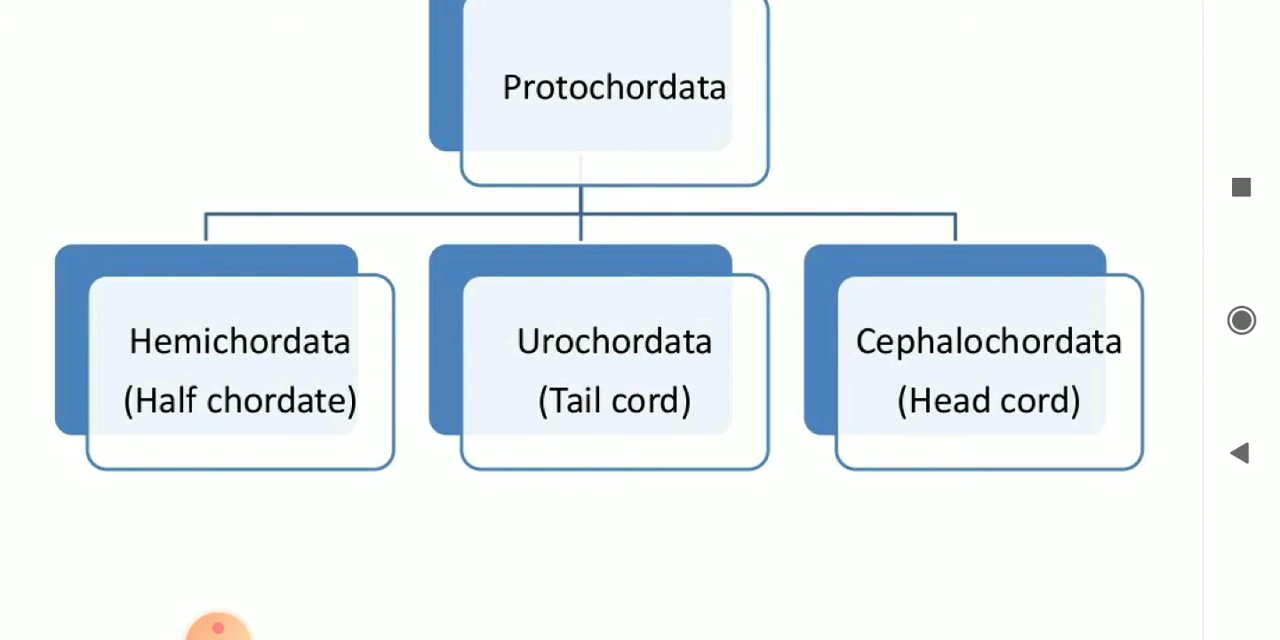 Protochordata
Hemichordata
(Half chordate)
Urochordata
(Tail cord)
Cephalochordata
(Head cord)